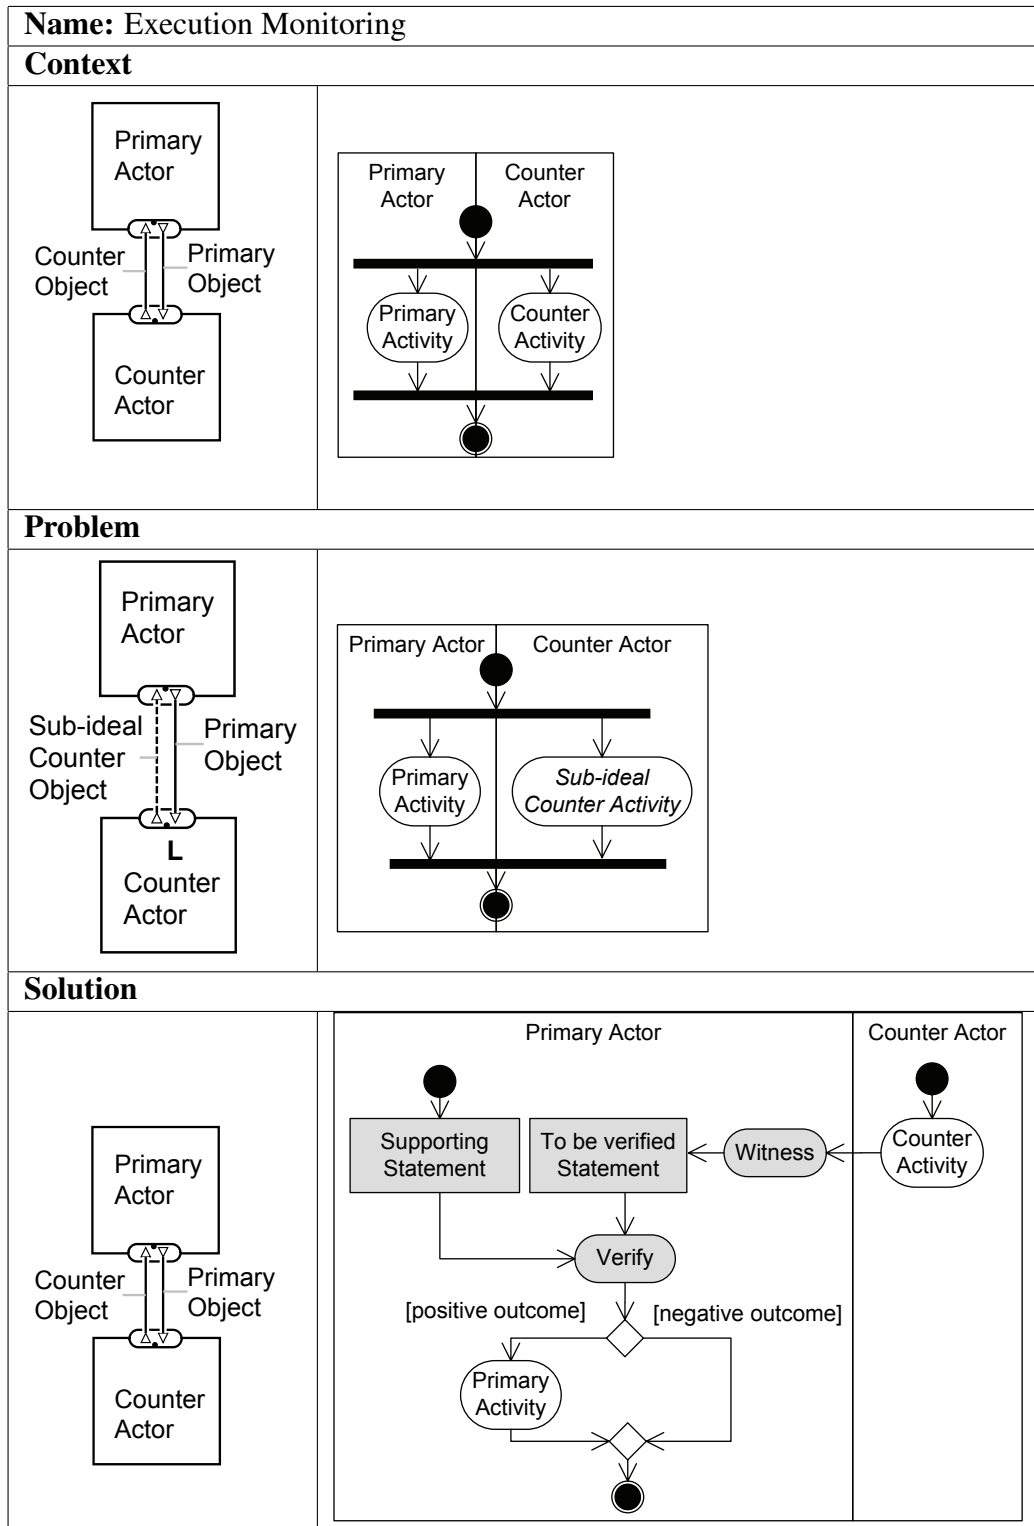 Name: Execution Monitoring
Context
Primary
Actor
Counter
Object
Primary
Object
Counter
Actor
Primary
Actor
Counter
Actor
Primary
Activity
Counter
Activity
Problem
Primary
Actor
Sub-ideal
Counter
Object
Primary
Object
L
Counter
Actor
Primary Actor
Counter Actor
Primary
Activity
Sub-ideal
Counter Activity
Solution
Primary
Actor
Counter
Object
Primary
Object
Counter
Actor
Primary Actor
Counter Actor
Supporting
Statement
To be verified
Statement
Witness
Counter
Activity
Verify
[positive outcome]
[negative outcome]
Primary
Activity